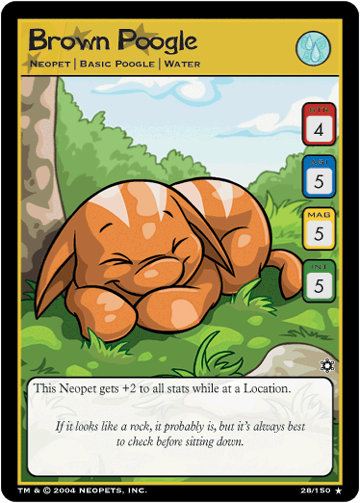 Brown Poogle
NEOPET | BASIC POOGLE | WATER
STR
4
AGI
5
MAG
5
INT
5
This Neopet gets +2 to all stats while at a Location.
If it looks like a rock, it probably is, but it's always best
to check before sitting down.
TM & © 2004 NEOPETS, INC.
28/150 ★